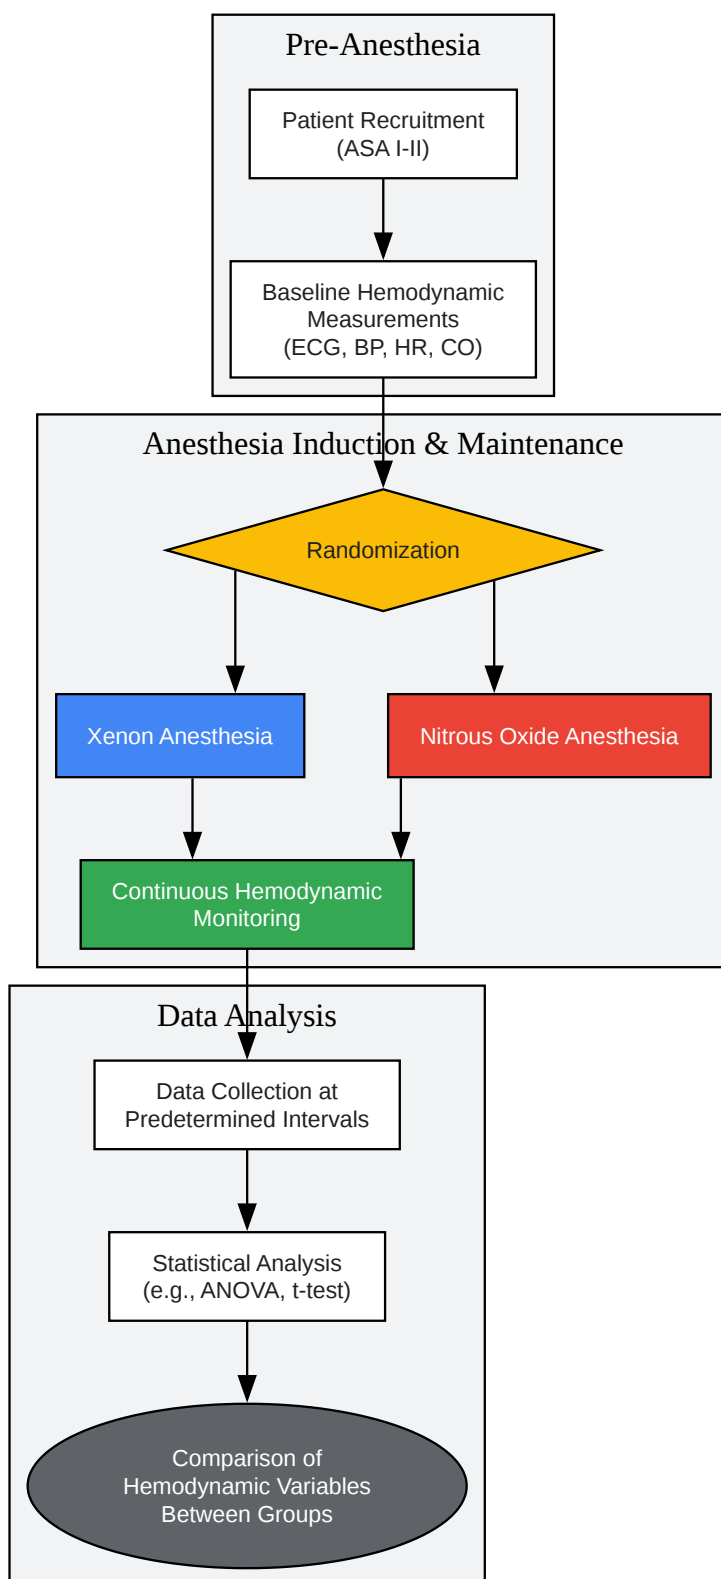 Pre-Anesthesia
Patient Recruitment
(ASA I-II)
Baseline Hemodynamic
Measurements
(ECG, BP, HR, CO)
Anesthesia Induction & Maintenance
Randomization
Xenon Anesthesia
Nitrous Oxide Anesthesia
Continuous Hemodynamic
Monitoring
Data Analysis
Data Collection at
Predetermined Intervals
Statistical Analysis
(e.g., ANOVA, t-test)
Comparison of
Hemodynamic Variables
Between Groups